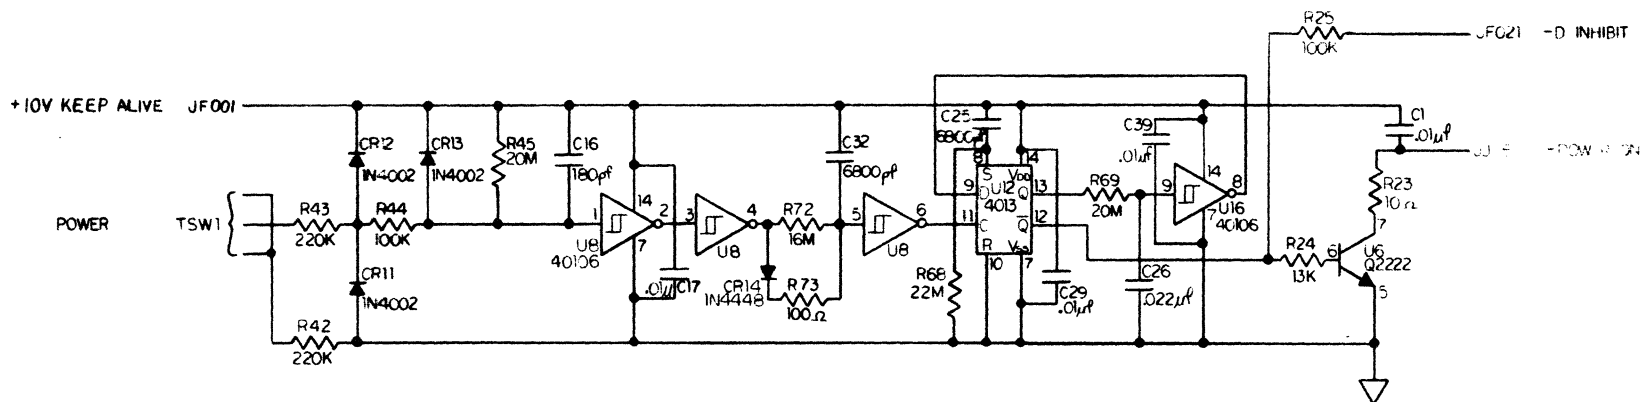 R25
100K
-D INHIBIT
+10V KEEP ALIVE JF001
C1
.01µf
CR12
1N4002
CR13
1N4002
R45
20M
C16
180pf
C32
6800pf
C25
C39
.01µf
POWER
TSW1
R43
220K
R44
100K
1
14
2
7
U8
40106
3
4
U8
R72
16M
5
6
U8
8
14
9
11
10
7
13
12
S
D
C
R
VDD
Q
Q
VSS
U12
4013
R69
20M
9
14
8
7
U16
40106
R23
10Ω
7
CR11
1N4002
.01µ
C17
CR14
1N4448
R73
100Ω
R68
22M
C29
.01µf
C26
.022µf
R24
13K
6
U6
Q2222
5
R42
220K